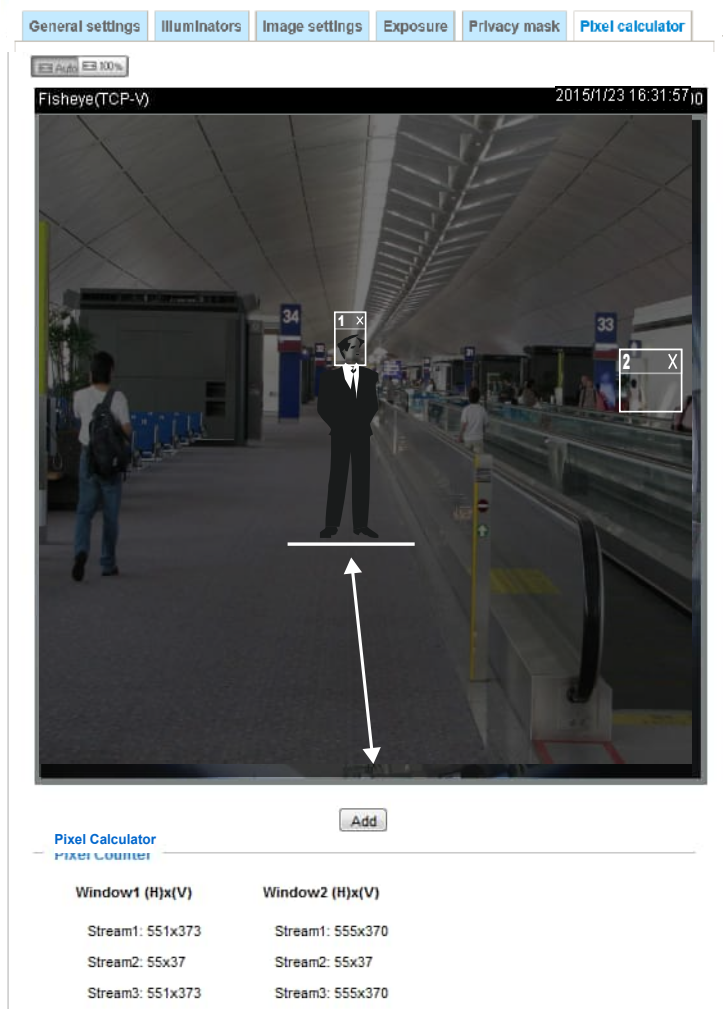 General settings Illuminators Image settings Exposure Privacy mask Pixel calculator
Auto 100%
Fisheye(TCP-V) 2015/1/23 16:31:57
34
1 X
33
2 X
Add
Pixel Calculator
Pixel Counter
Window1 (H)x(V) Window2 (H)x(V)
Stream1: 551x373 Stream1: 555x370
Stream2: 55x37 Stream2: 55x37
Stream3: 551x373 Stream3: 555x370